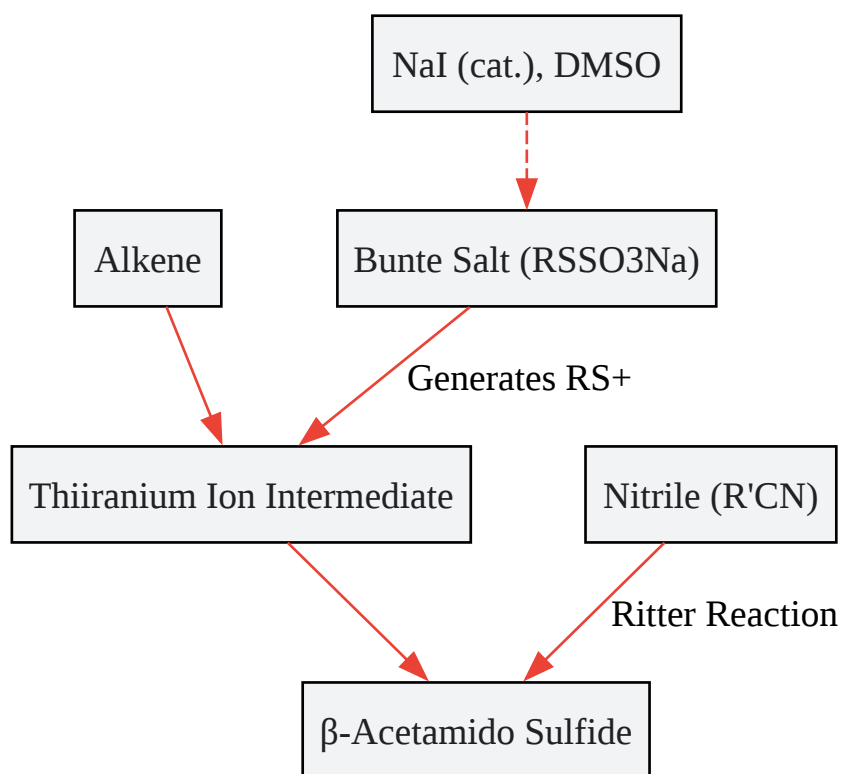 NaI (cat.), DMSO
Alkene
Bunte Salt (RSSO3Na)
Generates RS+
Thiiranium Ion Intermediate
Nitrile (R'CN)
Ritter Reaction
β-Acetamido Sulfide